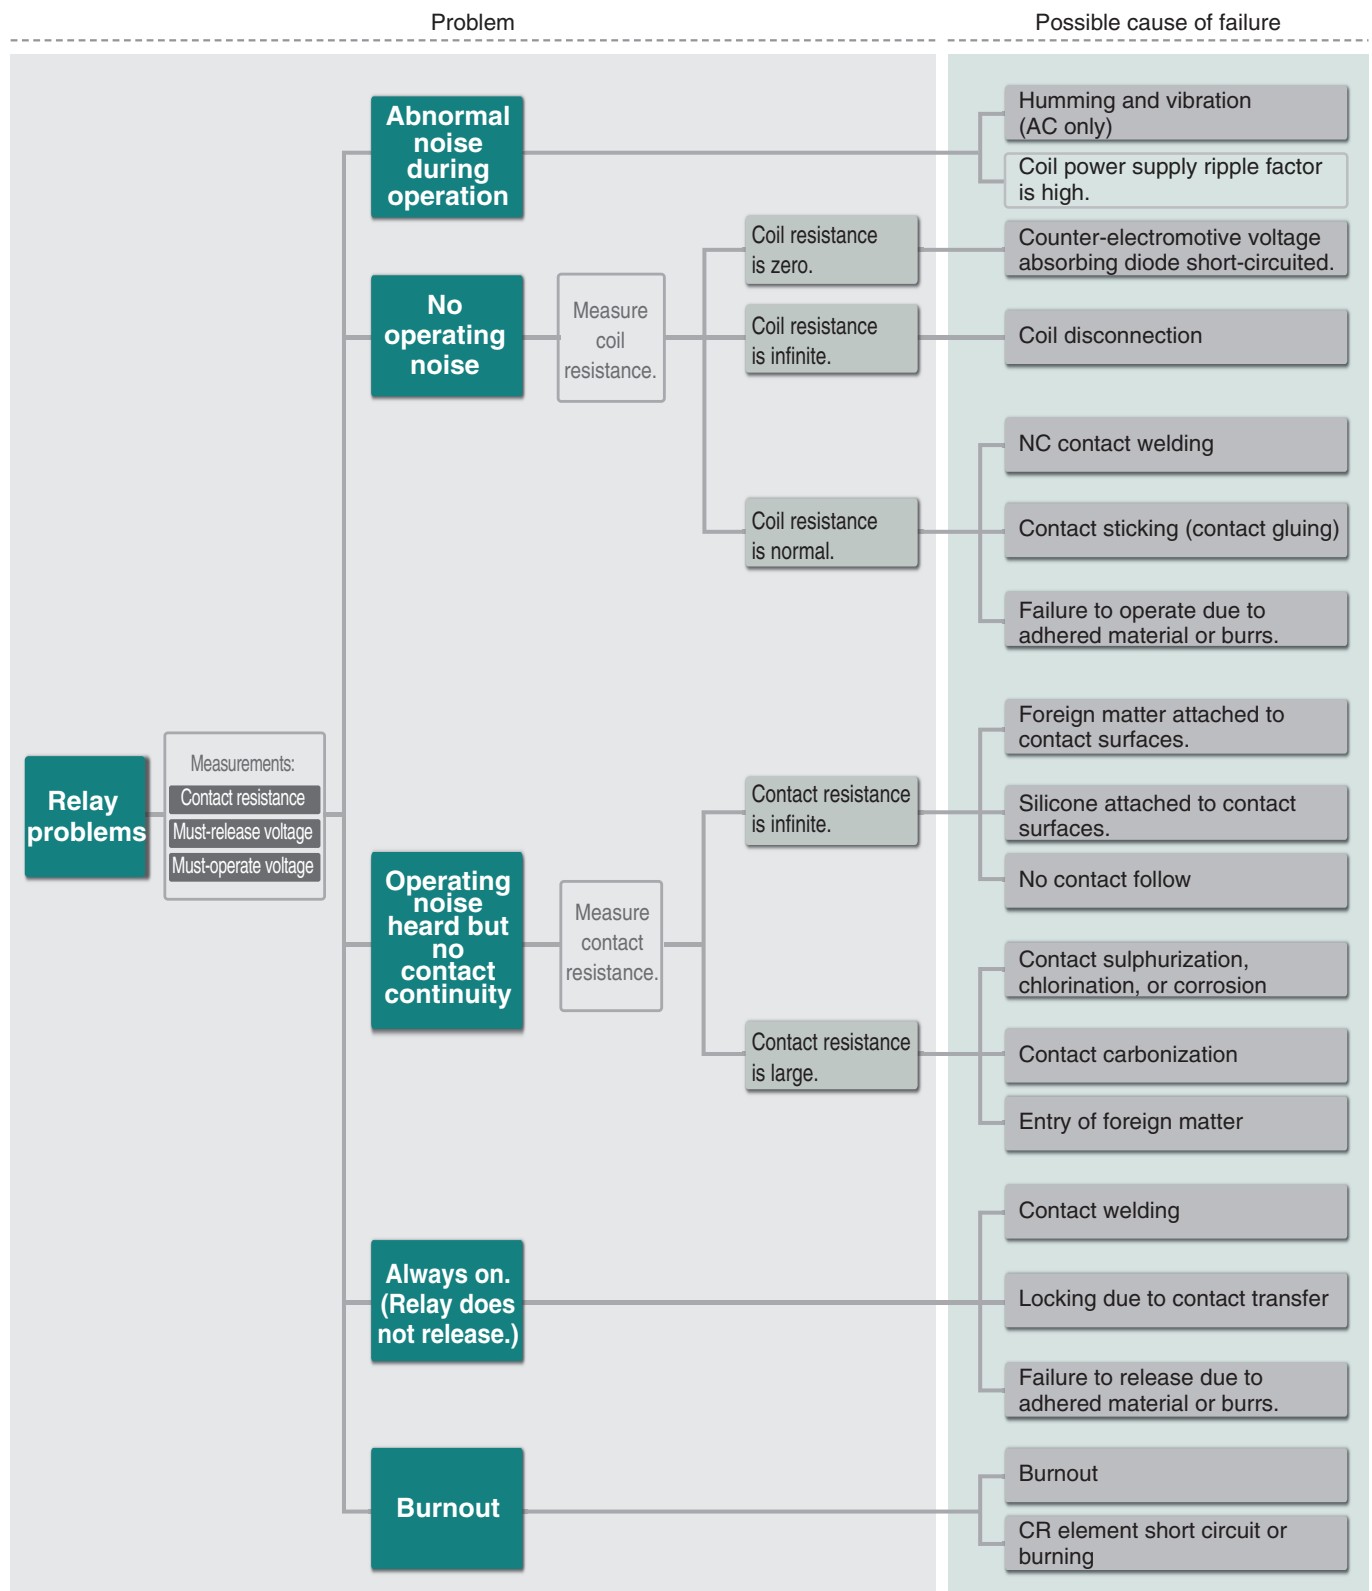 Problem
Possible cause of failure
Relay
problems
Measurements:
Contact resistance
Must-release voltage
Must-operate voltage
Abnormal
noise
during
operation
Humming and vibration
(AC only)
Coil power supply ripple factor
is high.
No
operating
noise
Measure
coil
resistance.
Coil resistance
is zero.
Counter-electromotive voltage
absorbing diode short-circuited.
Coil resistance
is infinite.
Coil disconnection
Coil resistance
is normal.
NC contact welding
Contact sticking (contact gluing)
Failure to operate due to
adhered material or burrs.
Operating
noise
heard but
no
contact
continuity
Measure
contact
resistance.
Contact resistance
is infinite.
Foreign matter attached to
contact surfaces.
Silicone attached to contact
surfaces.
No contact follow
Contact resistance
is large.
Contact sulphurization,
chlorination, or corrosion
Contact carbonization
Entry of foreign matter
Always on.
(Relay does
not release.)
Contact welding
Locking due to contact transfer
Failure to release due to
adhered material or burrs.
Burnout
Burnout
CR element short circuit or
burning